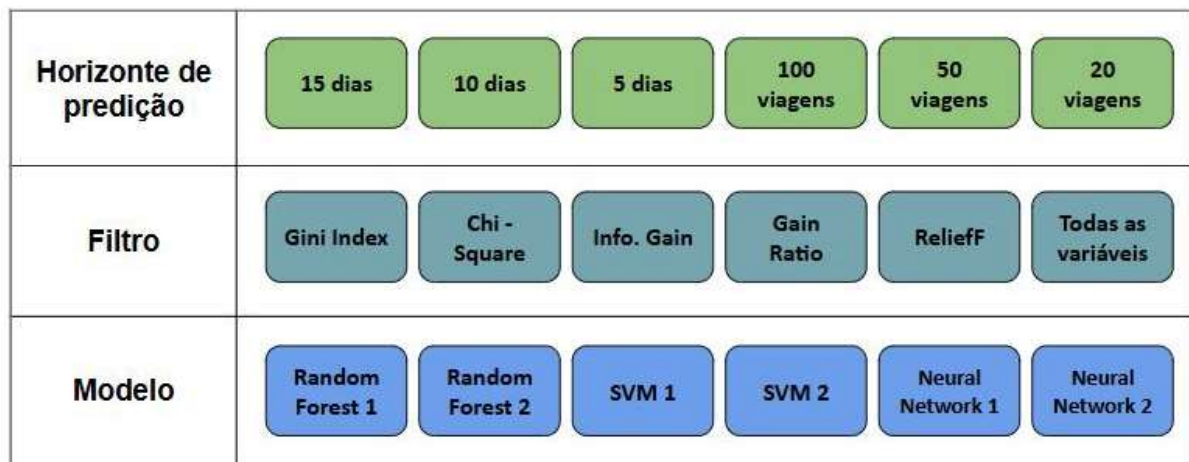 Horizonte de
predição
15 dias
10 dias
5 dias
100
viagens
50
viagens
20
viagens
Filtro
Gini Index
Chi -
Square
Info. Gain
Gain
Ratio
ReliefF
Todas as
variáveis
Modelo
Random
Forest 1
Random
Forest 2
SVM 1
SVM 2
Neural
Network 1
Neural
Network 2